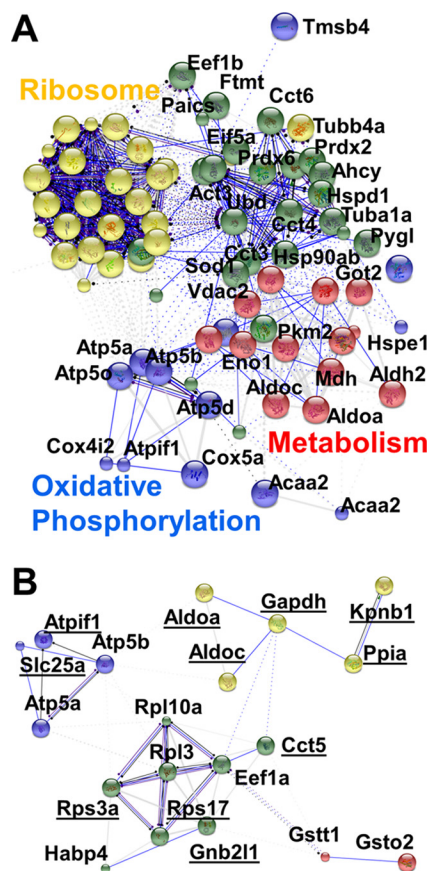 A
Tmsb4
Eef1b
Ftmt
Ribosome
Paics
Cct6
Tubb4a
Eif5a
Prdx2
Prdx6
Ahcy
Act3
Hspd1
Ubd
Cct4
Tuba1a
Cct3
Pygl
Sod1
Hsp90ab
Vdac2
Got2
Atp5a
Atp5b
Pkm2
Hspe1
Atp5o
Eno1
Mdh
Aldh2
Aldoc
Atp5d
Aldoa
Cox4i2
Atpif1
Metabolism
Cox5a
Oxidative
Phosphorylation
Acaa2
Acaa2
B
Atpif1
Aldoa
Gapdh
Kpnb1
Atp5b
Slc25a
Aldoc
Ppia
Atp5a
Rpl10a
Rpl3
Cct5
Eef1a
Rps3a
Rps17
Gstt1
Gsto2
Habp4
Gnb2l1